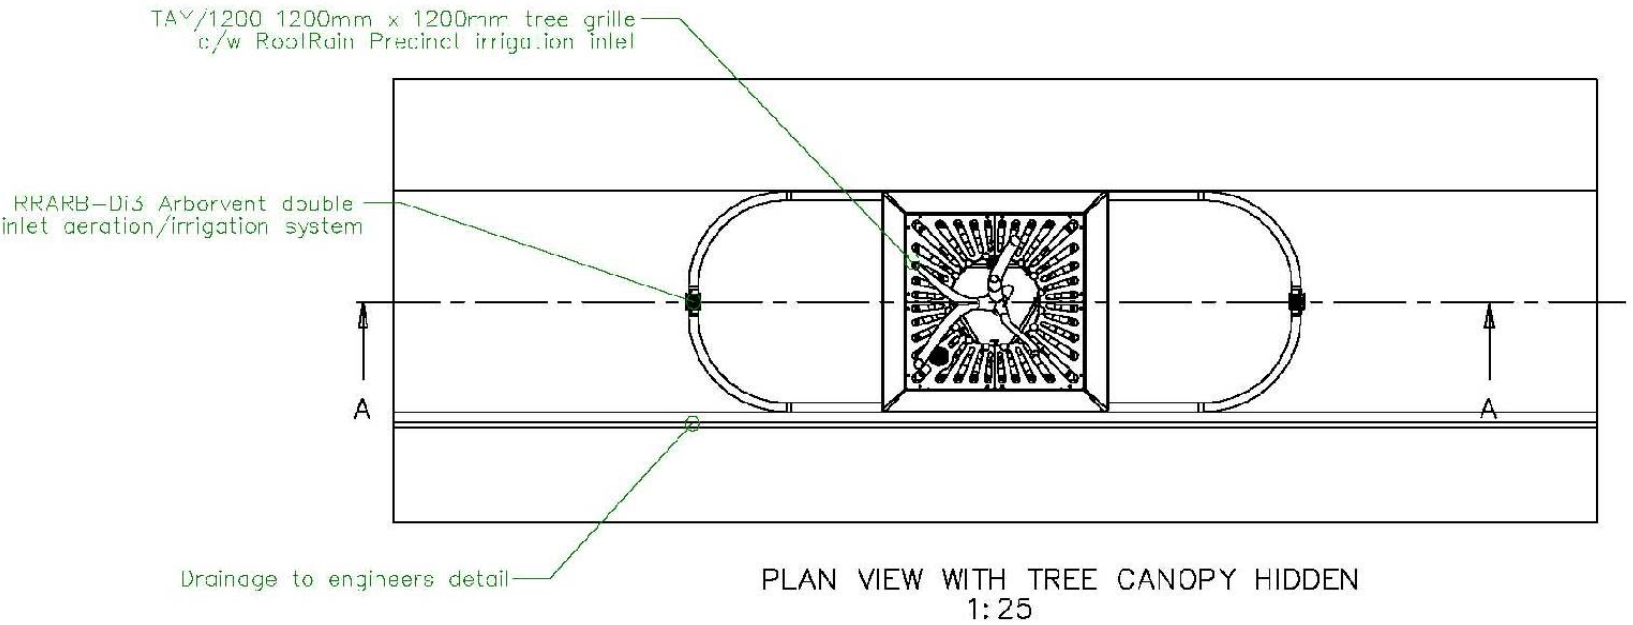 TAY/1200 1200mm x 1200mm tree grille
c/w RootRain Precinct irrigation inlet
RRARB-Di3 Arborvent double
inlet aeration/irrigation system
A
A
Drainage to engineers detail
PLAN VIEW WITH TREE CANOPY HIDDEN
1:25